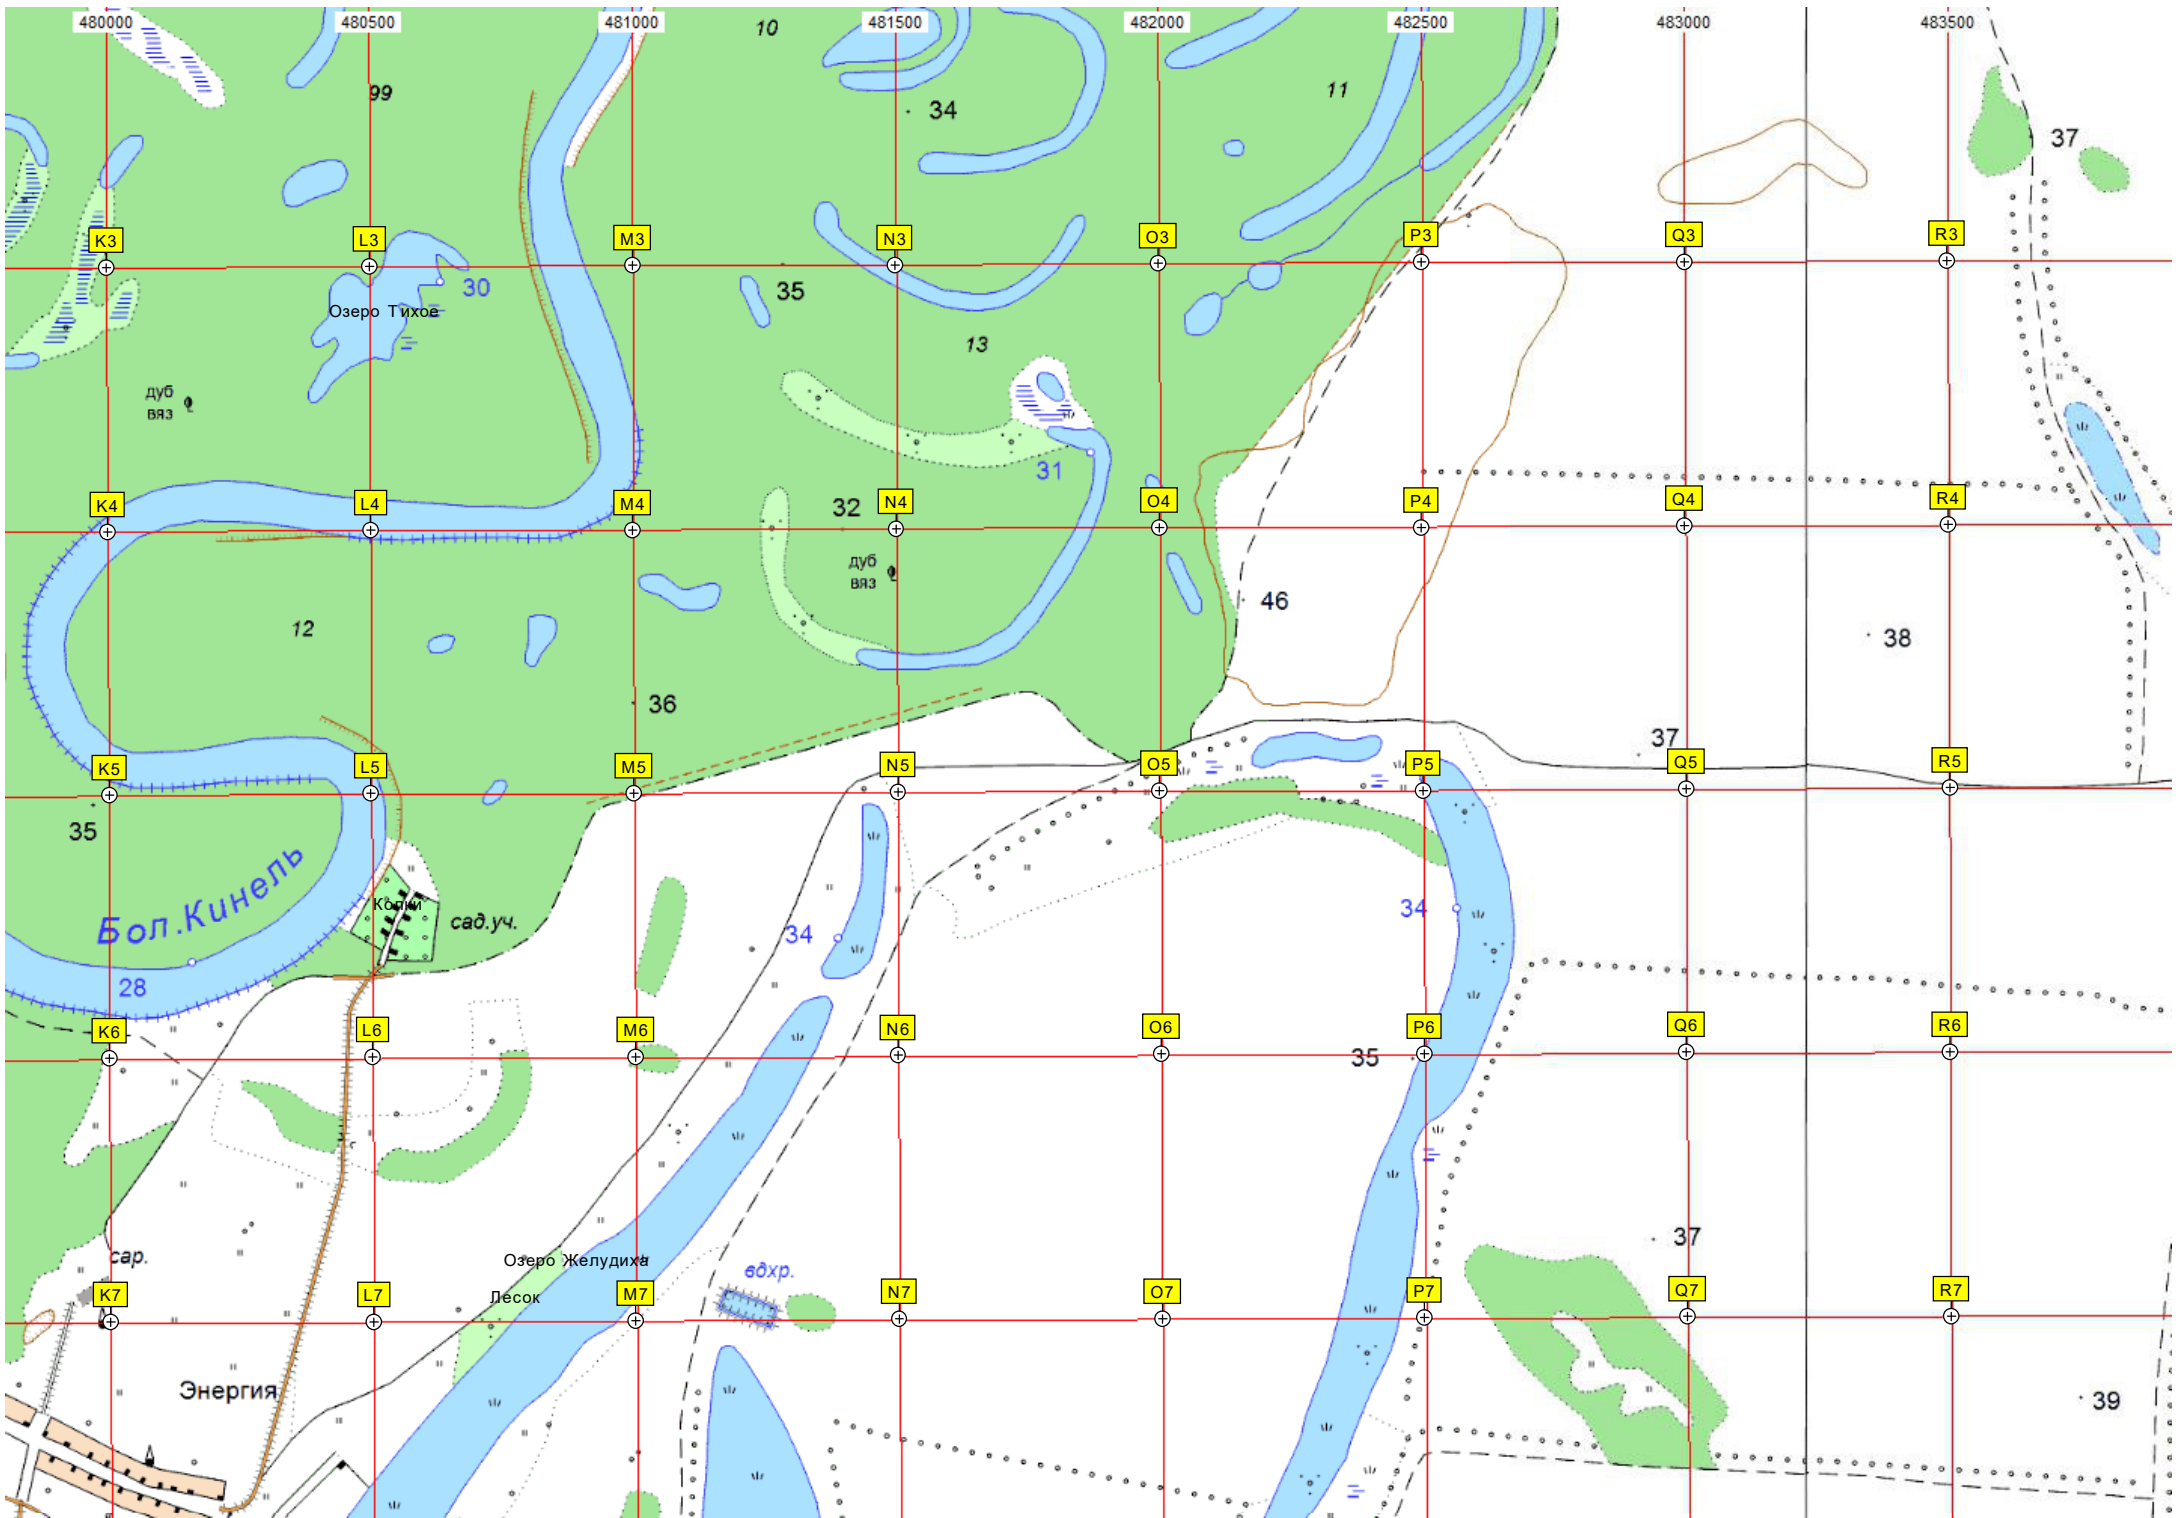 480000 480500 481000 481500 482000 482500 483000 483500
10
99
11
34
37
K3 L3 M3 N3 O3 P3 Q3 R3
30
35
Озеро Тихое
13
дуб
вяз
31
K4 L4 M4 N4 O4 P4 Q4 R4
32
дуб
вяз
46
12
38
36
37
K5 L5 M5 N5 O5 P5 Q5 R5
35
Бол.Кинель
Колки
сад.уч.
34
34
28
K6 L6 M6 N6 O6 P6 Q6 R6
35
37
сар.
Озеро Желудиха
вдхр.
Лесок
K7 L7 M7 N7 O7 P7 Q7 R7
Энергия
39